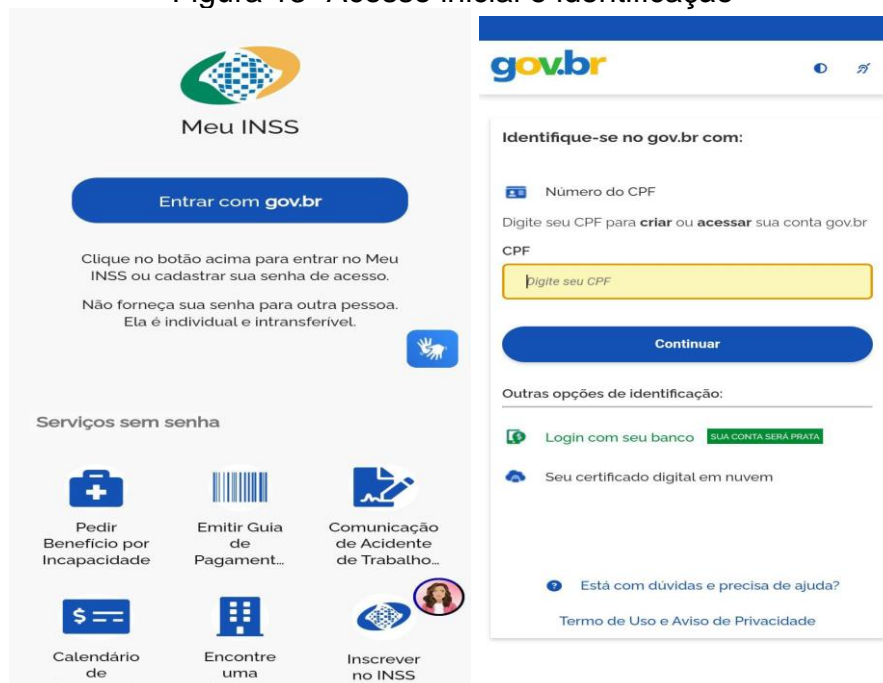 Meu INSS
Entrar com gov.br
Clique no botão acima para entrar no Meu
INSS ou cadastrar sua senha de acesso.
Não forneça sua senha para outra pessoa.
Ela é individual e intransferível.
Serviços sem senha
Pedir
Benefício por
Incapacidade
Emitir Guia
de
Pagament...
Comunicação
de Acidente
de Trabalho...
Calendário
de
Encontre
uma
Inscrever
no INSS
gov.br
Identifique-se no gov.br com:
Número do CPF
Digite seu CPF para criar ou acessar sua conta gov.br
CPF
Digite seu CPF
Continuar
Outras opções de identificação:
Login com seu banco SUA CONTA SERÁ PRATA
Seu certificado digital em nuvem
Está com dúvidas e precisa de ajuda?
Termo de Uso e Aviso de Privacidade